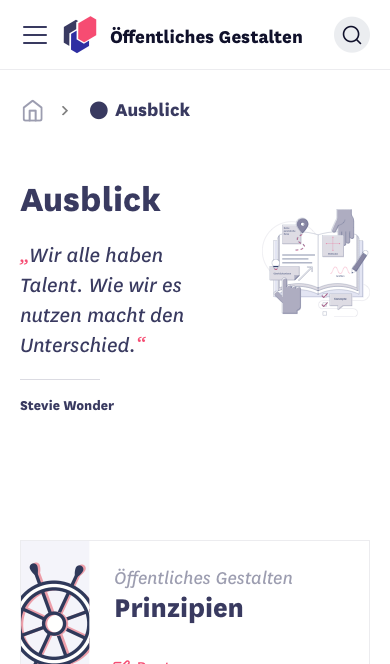 Öffentliches Gestalten
Ausblick
Ausblick
„Wir alle haben
Talent. Wie wir es
nutzen macht den
Unterschied.“
Stevie Wonder
Öffentliches Gestalten
Prinzipien